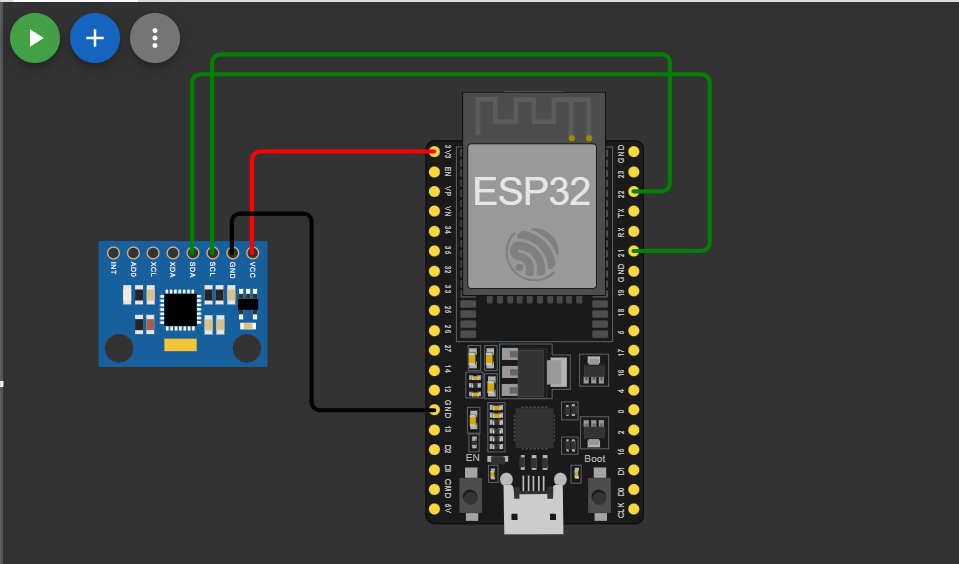 ESP32
3V3
EN
VP
VN
34
35
32
33
25
26
27
14
12
GND
13
D2
D3
CMD
5V
GND
23
22
TX
RX
21
GND
19
18
5
17
16
4
0
2
15
D1
D0
CLK
INT
AD0
XCL
XDA
SDA
SCL
GND
VCC
EN
Boot